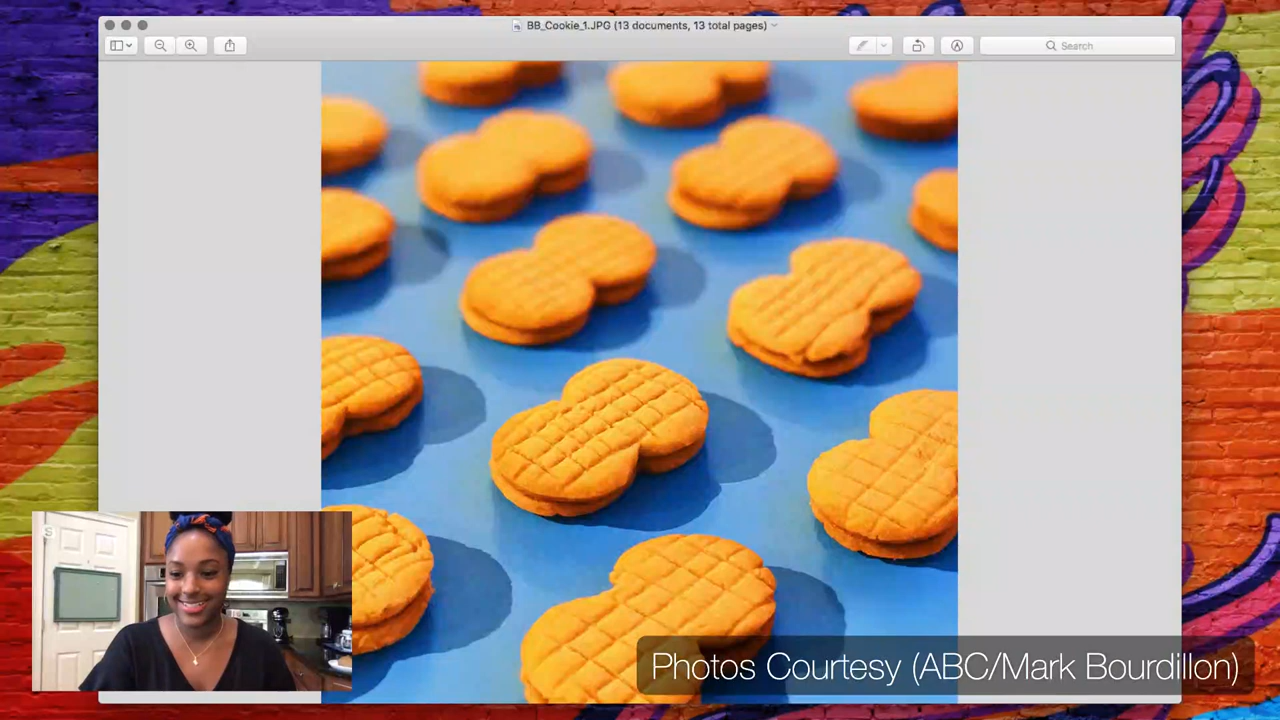 BB_Cookie_1.JPG (13 documents, 13 total pages)
Search
S
Photos Courtesy (ABC/Mark Bourdillon)